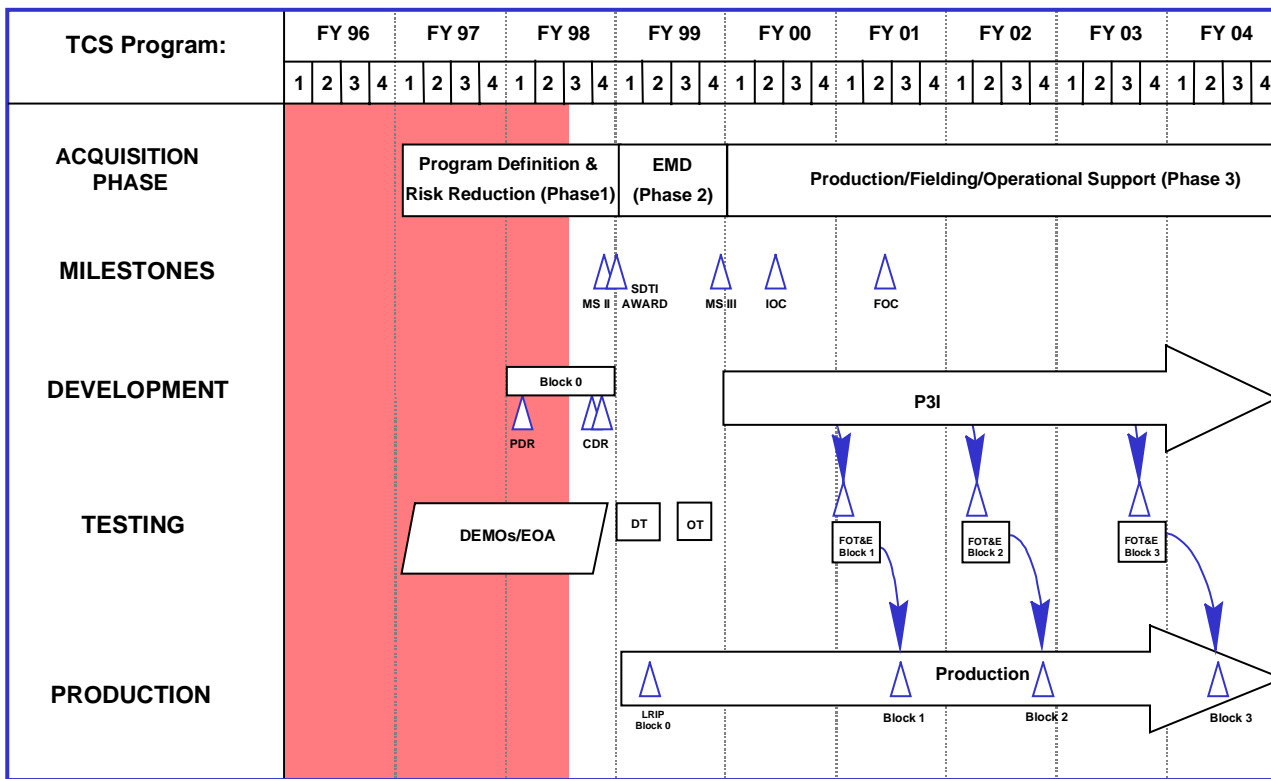 TCS Program:
FY 96 FY 97 FY 98 FY 99 FY 00 FY 01 FY 02 FY 03 FY 04
1 2 3 4 1 2 3 4 1 2 3 4 1 2 3 4 1 2 3 4 1 2 3 4 1 2 3 4 1 2 3 4 1 2 3 4
ACQUISITION
PHASE
Program Definition &
Risk Reduction (Phase1)
EMD
(Phase 2)
Production/Fielding/Operational Support (Phase 3)
MILESTONES
MS II
SDTI
AWARD
MS III
IOC
FOC
DEVELOPMENT
Block 0
PDR
CDR
P3I
TESTING
DEMOs/EOA
DT
OT
FOT&E
Block 1
FOT&E
Block 2
FOT&E
Block 3
PRODUCTION
Production
LRIP
Block 0
Block 1
Block 2
Block 3